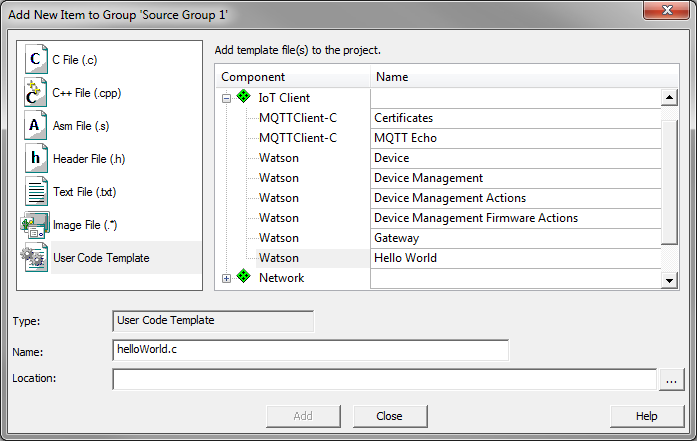 Add New Item to Group 'Source Group 1'
C File (.c)
C++ File (.cpp)
Asm File (.s)
Header File (.h)
Text File (.txt)
Image File (.*)
User Code Template
Add template file(s) to the project.
Component Name
IoT Client
MQTTClient-C Certificates
MQTTClient-C MQTT Echo
Watson Device
Watson Device Management
Watson Device Management Actions
Watson Device Management Firmware Actions
Watson Gateway
Watson Hello World
Network
Type: User Code Template
Name: helloWorld.c
Location: ...
Add Close Help